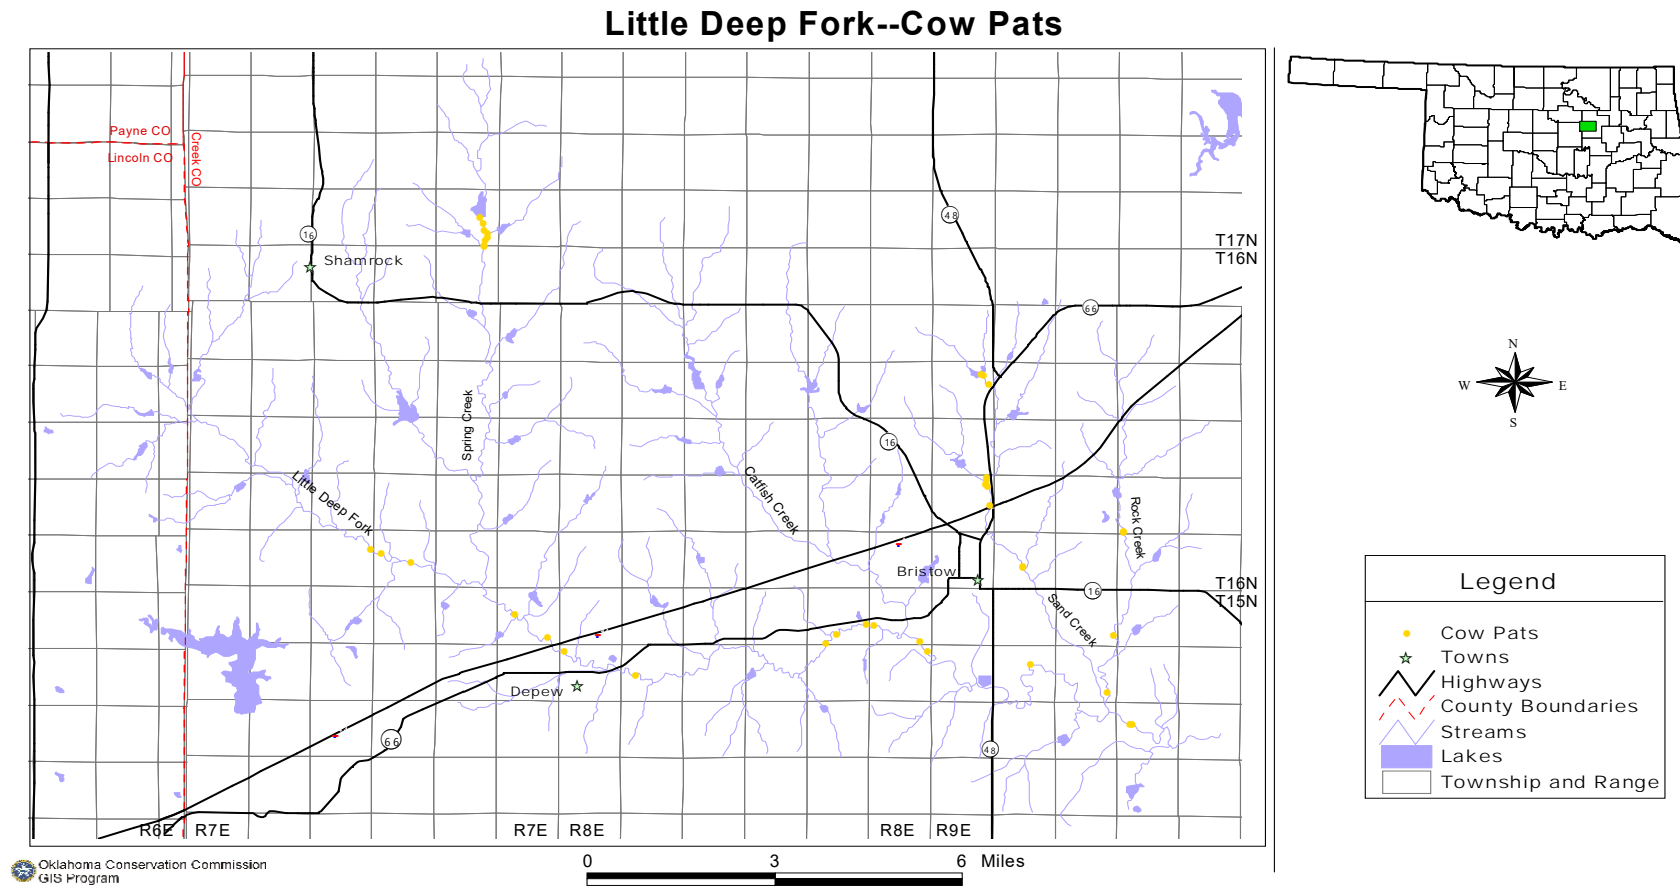 Little Deep Fork--Cow Pats
Payne CO
Lincoln CO
Creek CO
16
Shamrock
48
T17N
T16N
66
Spring Creek
16
Little Deep Fork
Catfish Creek
Rock Creek
Bristow
16
T16N
T15N
Sand Creek
Depew
66
48
R6E
R7E
R7E
R8E
R8E
R9E
N
W
E
S
Legend
Cow Pats
Towns
Highways
County Boundaries
Streams
Lakes
Township and Range
Oklahoma Conservation Commission
GIS Program
0 3 6 Miles